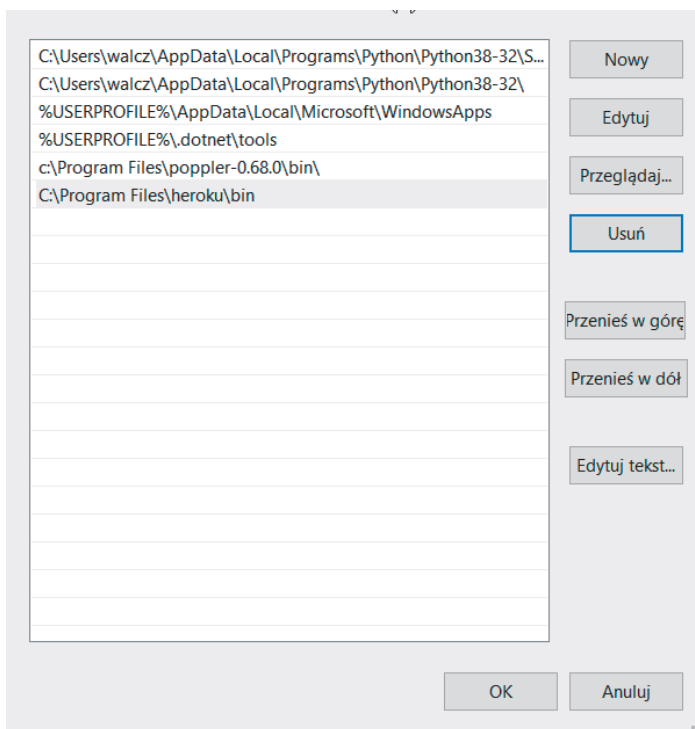 C:\Users\walcz\AppData\Local\Programs\Python\Python38-32\S...
C:\Users\walcz\AppData\Local\Programs\Python\Python38-32\
%USERPROFILE%\AppData\Local\Microsoft\WindowsApps
%USERPROFILE%\.dotnet\tools
c:\Program Files\poppler-0.68.0\bin\
C:\Program Files\heroku\bin
Nowy
Edytuj
Przeglądaj...
Usuń
Przenieś w górę
Przenieś w dół
Edytuj tekst...
OK
Anuluj